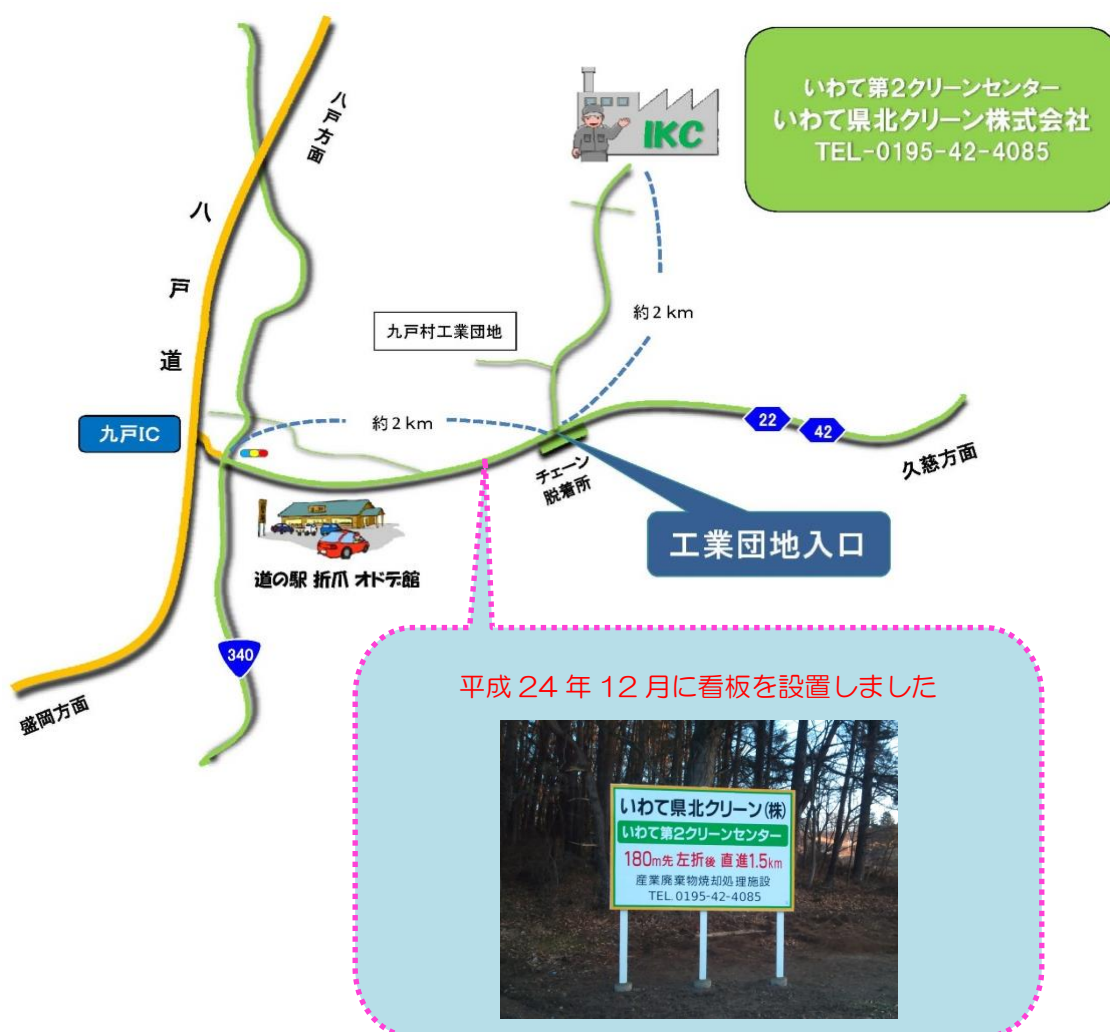 いわて第2クリーンセンター
いわて県北クリーン株式会社
TEL-0195-42-4085
IKC
八戸方面
八戸道
約2km
九戸村工業団地
九戸IC
約2km
22
42
久慈方面
チェーン
脱着所
工業団地入口
道の駅 折爪 オドデ館
340
盛岡方面
平成24年12月に看板を設置しました
いわて県北クリーン(株)
いわて第2クリーンセンター
180m先 左折後 直進1.5km
産業廃棄物焼却処理施設
TEL.0195-42-4085